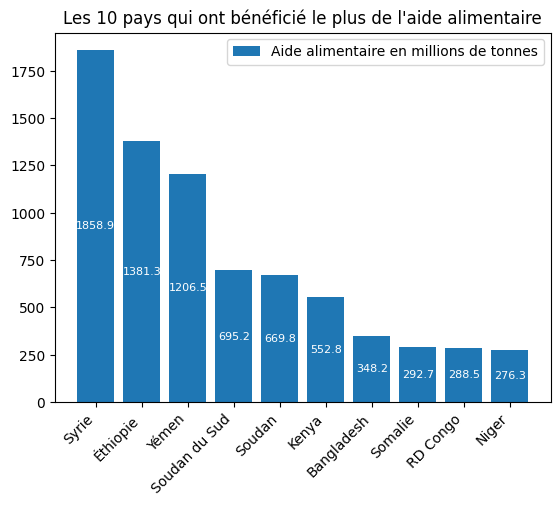 Les 10 pays qui ont bénéficié le plus de l'aide alimentaire
Aide alimentaire en millions de tonnes
1750
1500
1250
1000
750
500
250
0
1858.9
1381.3
1206.5
695.2
669.8
552.8
348.2
292.7
288.5
276.3
Syrie
Éthiopie
Yémen
Soudan du Sud
Soudan
Kenya
Bangladesh
Somalie
RD Congo
Niger